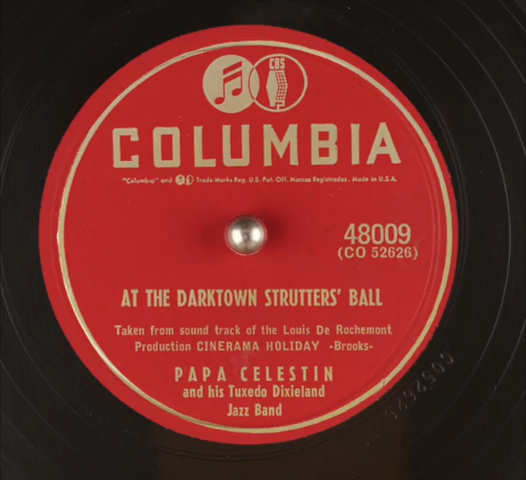 CBS
COLUMBIA
"Columbia" and Trade Marks Reg. U.S. Pat. Off. Marcas Registradas. Made in U.S.A.
48009
(CO 52626)
AT THE DARKTOWN STRUTTERS' BALL
Taken from sound track of the Louis De Rochemont
Production CINERAMA HOLIDAY -Brooks-
PAPA CELESTIN
and his Tuxedo Dixieland
Jazz Band